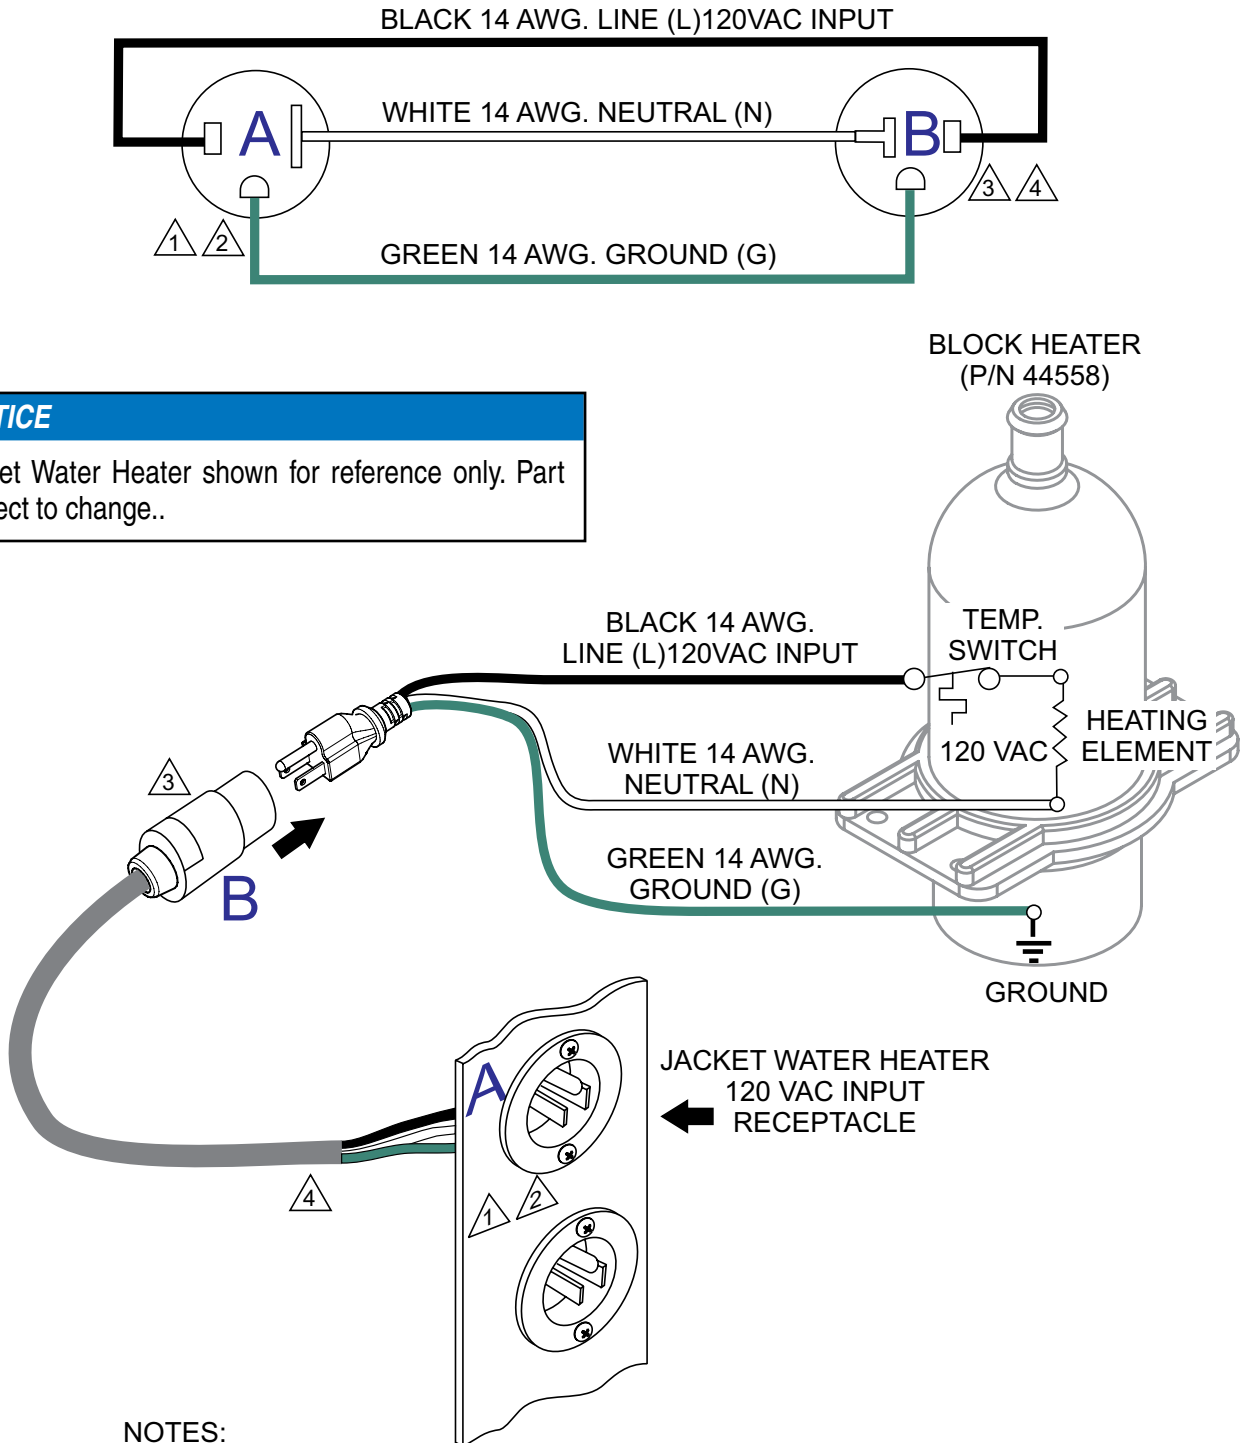 BLACK 14 AWG. LINE (L)120VAC INPUT
A
WHITE 14 AWG. NEUTRAL (N)
B
1 2
3 4
GREEN 14 AWG. GROUND (G)
BLOCK HEATER
(P/N 44558)
TICE
et Water Heater shown for reference only. Part
ect to change..
BLACK 14 AWG.
LINE (L)120VAC INPUT
TEMP.
SWITCH
WHITE 14 AWG.
NEUTRAL (N)
120 VAC
HEATING
ELEMENT
3
B
GREEN 14 AWG.
GROUND (G)
GROUND
A
JACKET WATER HEATER
120 VAC INPUT
RECEPTACLE
4
1 2
NOTES: